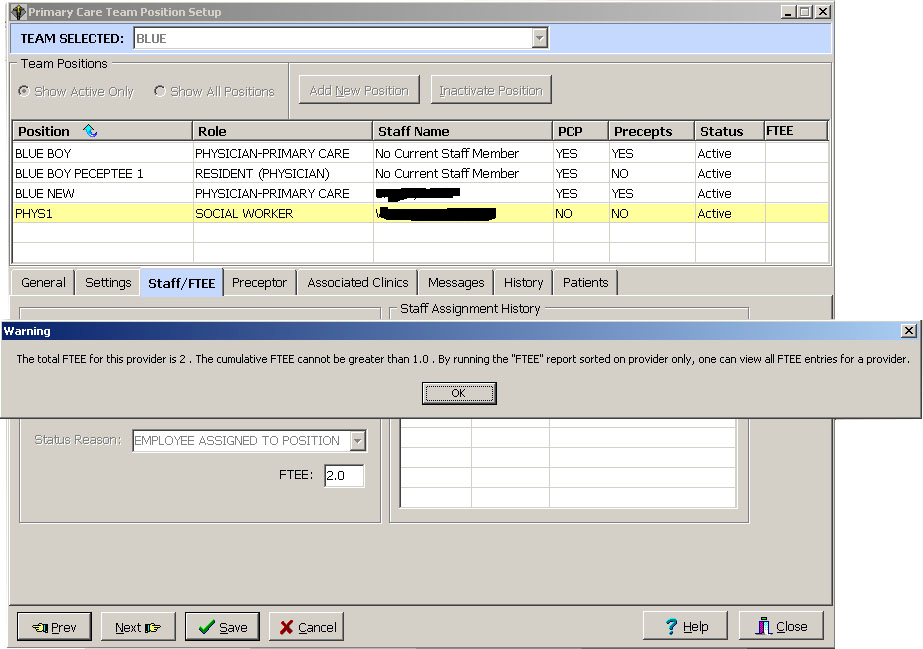 Primary Care Team Position Setup
TEAM SELECTED: BLUE
Team Positions
Show Active Only Show All Positions Add New Position Inactivate Position
Position Role Staff Name PCP Precepts Status FTEE
BLUE BOY PHYSICIAN-PRIMARY CARE No Current Staff Member YES YES Active
BLUE BOY PECEPTEE 1 RESIDENT (PHYSICIAN) No Current Staff Member YES NO Active
BLUE NEW PHYSICIAN-PRIMARY CARE YES YES Active
PHYS1 SOCIAL WORKER NO NO Active
General Settings Staff/FTEE Preceptor Associated Clinics Messages History Patients
Staff Assignment History
Warning
The total FTEE for this provider is 2 . The cumulative FTEE cannot be greater than 1.0 . By running the "FTEE" report sorted on provider only, one can view all FTEE entries for a provider.
OK
Status Reason: EMPLOYEE ASSIGNED TO POSITION
FTEE: 2.0
Prev Next Save Cancel Help Close